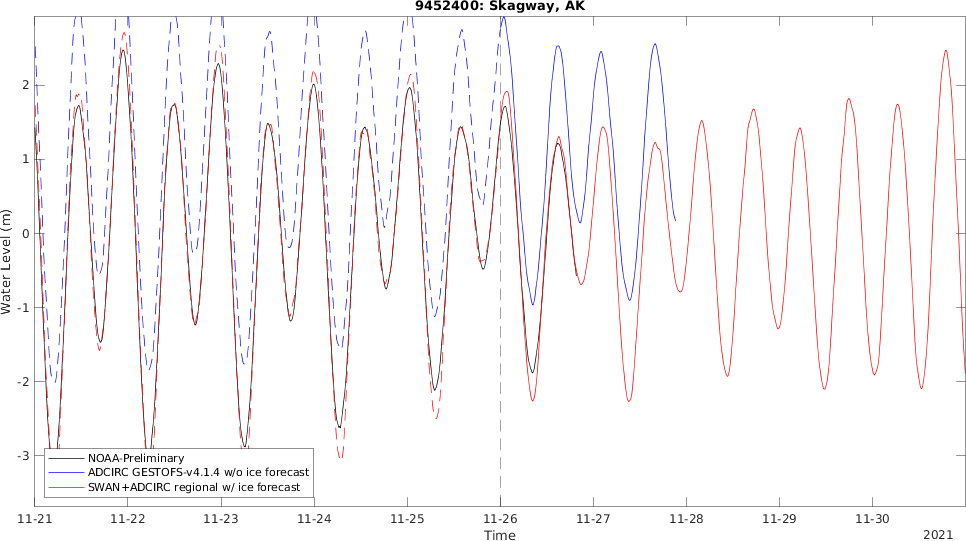 9452400: Skagway, AK
Water Level (m)
2
1
0
-1
-2
-3
NOAA-Preliminary
ADCIRC GESTOFS-v4.1.4 w/o ice forecast
SWAN+ADCIRC regional w/ ice forecast
11-21 11-22 11-23 11-24 11-25 11-26 11-27 11-28 11-29 11-30
Time
2021